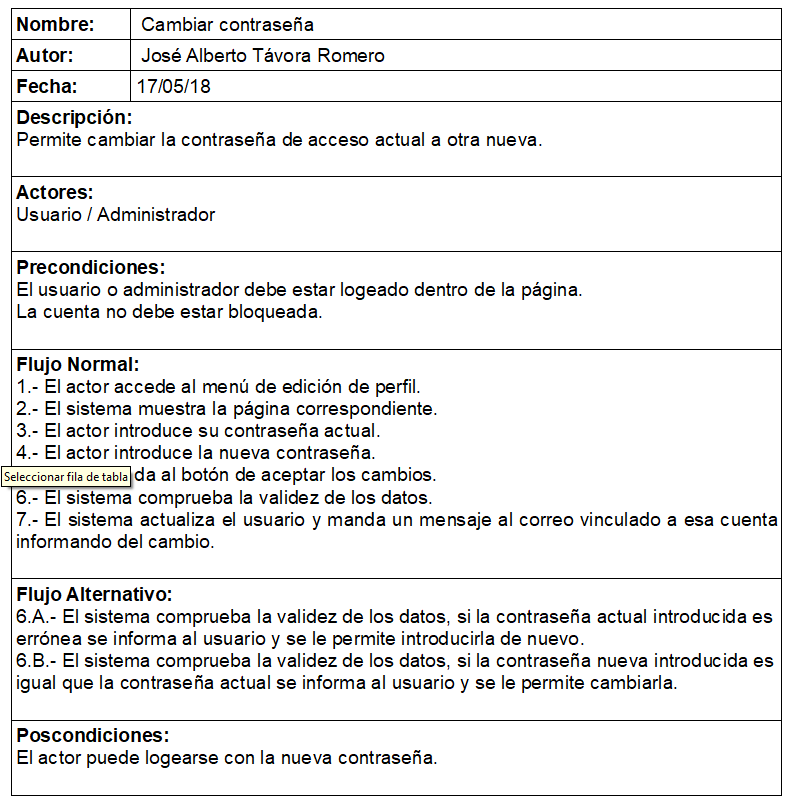 Nombre: Cambiar contraseña
Autor: José Alberto Távora Romero
Fecha: 17/05/18
Descripción:
Permite cambiar la contraseña de acceso actual a otra nueva.
Actores:
Usuario / Administrador
Precondiciones:
El usuario o administrador debe estar logeado dentro de la página.
La cuenta no debe estar bloqueada.
Flujo Normal:
1.- El actor accede al menú de edición de perfil.
2.- El sistema muestra la página correspondiente.
3.- El actor introduce su contraseña actual.
4.- El actor introduce la nueva contraseña.
Seleccionar fila de tabla
da al botón de aceptar los cambios.
6.- El sistema comprueba la validez de los datos.
7.- El sistema actualiza el usuario y manda un mensaje al correo vinculado a esa cuenta
informando del cambio.
Flujo Alternativo:
6.A.- El sistema comprueba la validez de los datos, si la contraseña actual introducida es
errónea se informa al usuario y se le permite introducirla de nuevo.
6.B.- El sistema comprueba la validez de los datos, si la contraseña nueva introducida es
igual que la contraseña actual se informa al usuario y se le permite cambiarla.
Poscondiciones:
El actor puede logearse con la nueva contraseña.